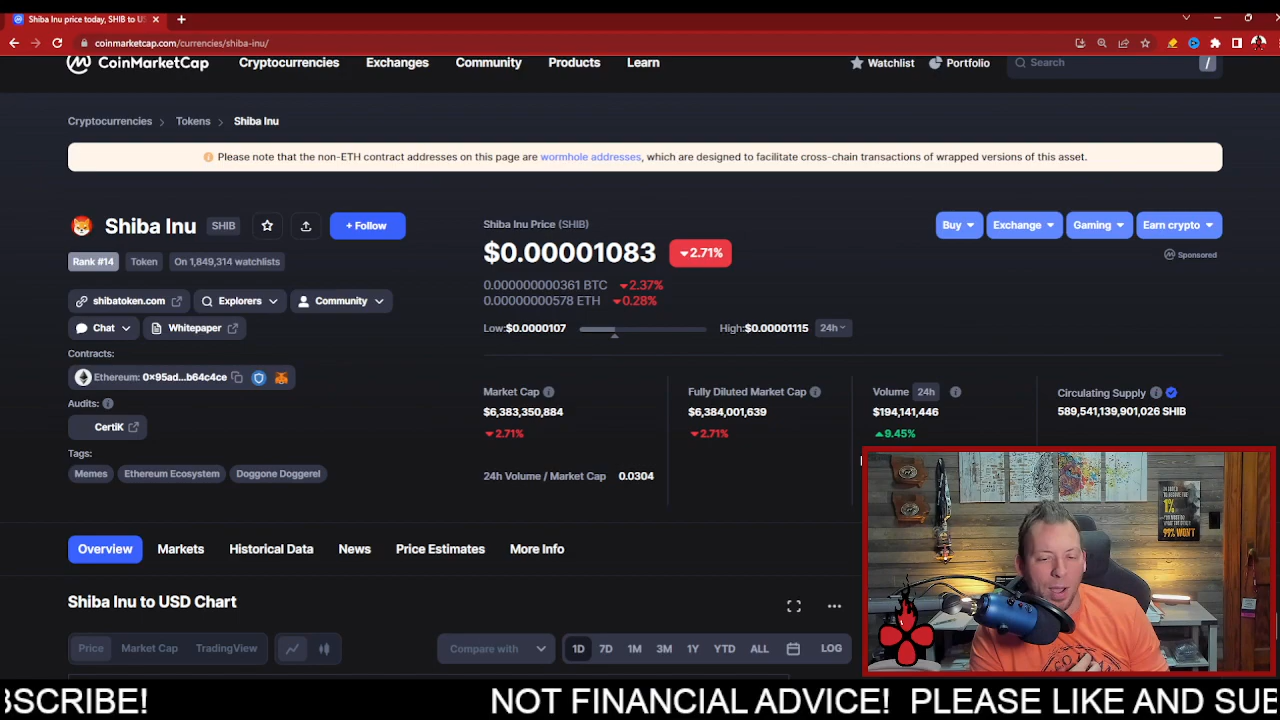 Shiba Inu price today, SHIB to US
coinmarketcap.com/currencies/shiba-inu/
CoinMarketCap Cryptocurrencies Exchanges Community Products Learn Watchlist Portfolio Search /
Cryptocurrencies > Tokens > Shiba Inu
Please note that the non-ETH contract addresses on this page are wormhole addresses, which are designed to facilitate cross-chain transactions of wrapped versions of this asset.
Shiba Inu SHIB + Follow
Rank #14 Token On 1,849,314 watchlists
shibatoken.com Explorers Community
Chat Whitepaper
Contracts:
Ethereum: 0x95ad...b64c4ce
Audits:
CertiK
Tags:
Memes Ethereum Ecosystem Doggone Doggerel
Shiba Inu Price (SHIB)
$0.00001083 2.71%
0.000000000361 BTC 2.37%
0.00000000578 ETH 0.28%
Low:$0.0000107 High:$0.00001115 24h
Buy Exchange Gaming Earn crypto
Sponsored
Market Cap
$6,383,350,884
2.71%
24h Volume / Market Cap 0.0304
Fully Diluted Market Cap
$6,384,001,639
2.71%
Volume 24h
$194,141,446
9.45%
Circulating Supply
589,541,139,901,026 SHIB
Overview Markets Historical Data News Price Estimates More Info
Shiba Inu to USD Chart
Price Market Cap TradingView Compare with 1D 7D 1M 3M 1Y YTD ALL LOG
1%
99% WON'T
BSCRIBE! NOT FINANCIAL ADVICE! PLEASE LIKE AND SUB